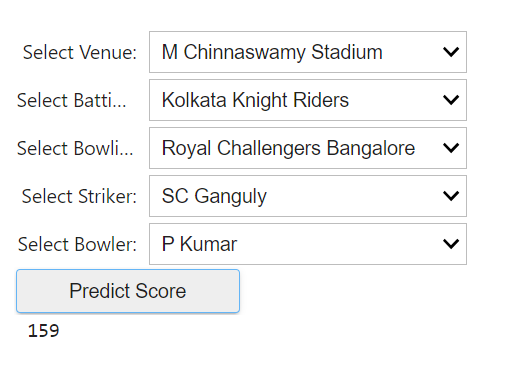 Select Venue: M Chinnaswamy Stadium
Select Batti... Kolkata Knight Riders
Select Bowli... Royal Challengers Bangalore
Select Striker: SC Ganguly
Select Bowler: P Kumar
Predict Score
159